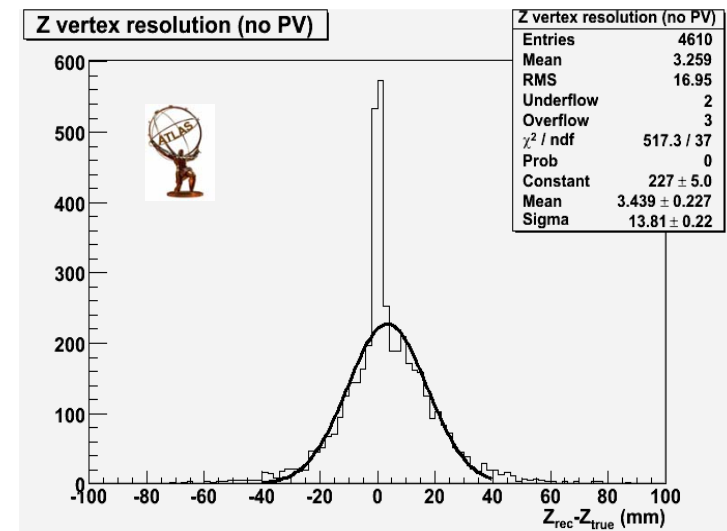 Z vertex resolution (no PV)
Z vertex resolution (no PV)
Entries 4610
Mean 3.259
RMS 16.95
Underflow 2
Overflow 3
χ² / ndf 517.3 / 37
Prob 0
Constant 227 ± 5.0
Mean 3.439 ± 0.227
Sigma 13.81 ± 0.22
ATLAS
600
500
400
300
200
100
0
-100 -80 -60 -40 -20 0 20 40 60 80 100
Zrec-Ztrue (mm)